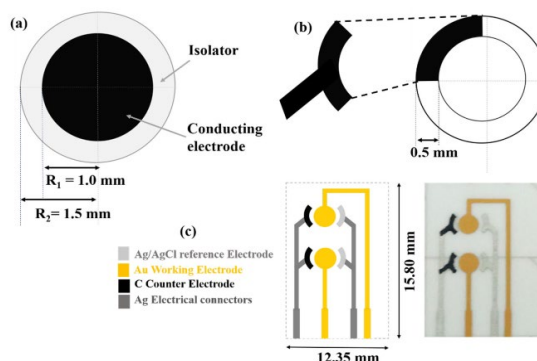 (a)
Isolator
Conducting
electrode
R₁ = 1.0 mm
R₂= 1.5 mm
(b)
0.5 mm
(c)
Ag/AgCl reference Electrode
Au Working Electrode
C Counter Electrode
Ag Electrical connectors
15.80 mm
12.35 mm